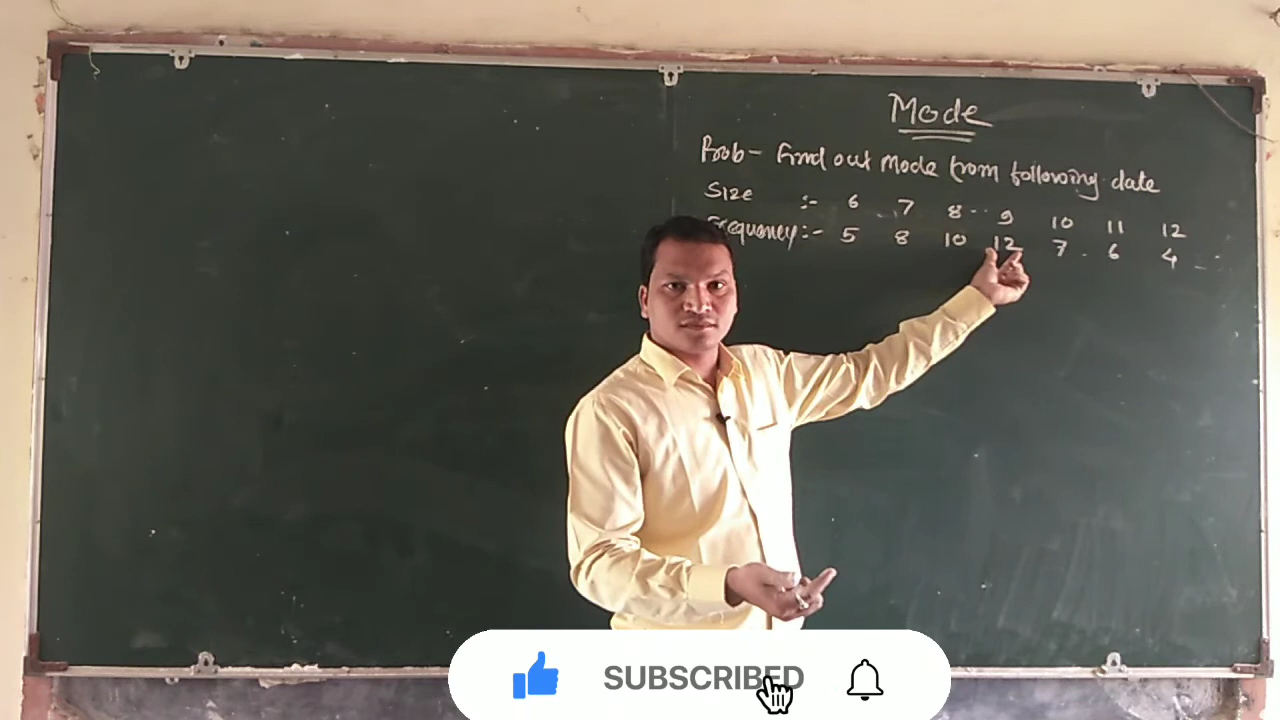 Mode
Prob- Find out Mode from following date
Size :- 6 7 8 9 10 11 12
Frequency :- 5 8 10 12 7 6 4
SUBSCRIBED